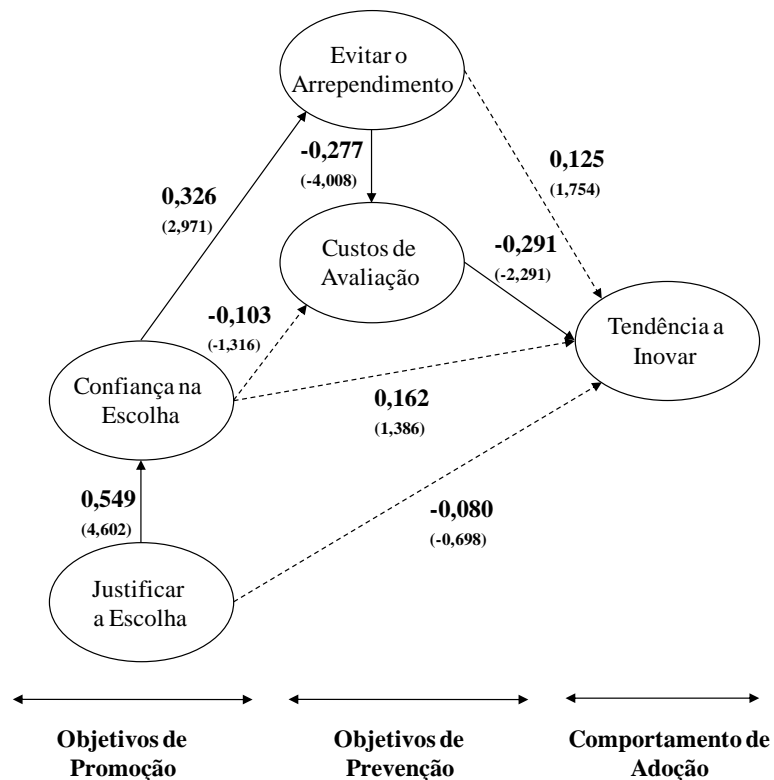 Evitar o
Arrependimento
-0,277
(-4,008)
0,125
(1,754)
0,326
(2,971)
Custos de
Avaliação
-0,291
(-2,291)
-0,103
(-1,316)
Tendência a
Inovar
Confiança na
Escolha
0,162
(1,386)
0,549
(4,602)
-0,080
(-0,698)
Justificar
a Escolha
Objetivos de
Promoção
Objetivos de
Prevenção
Comportamento de
Adoção